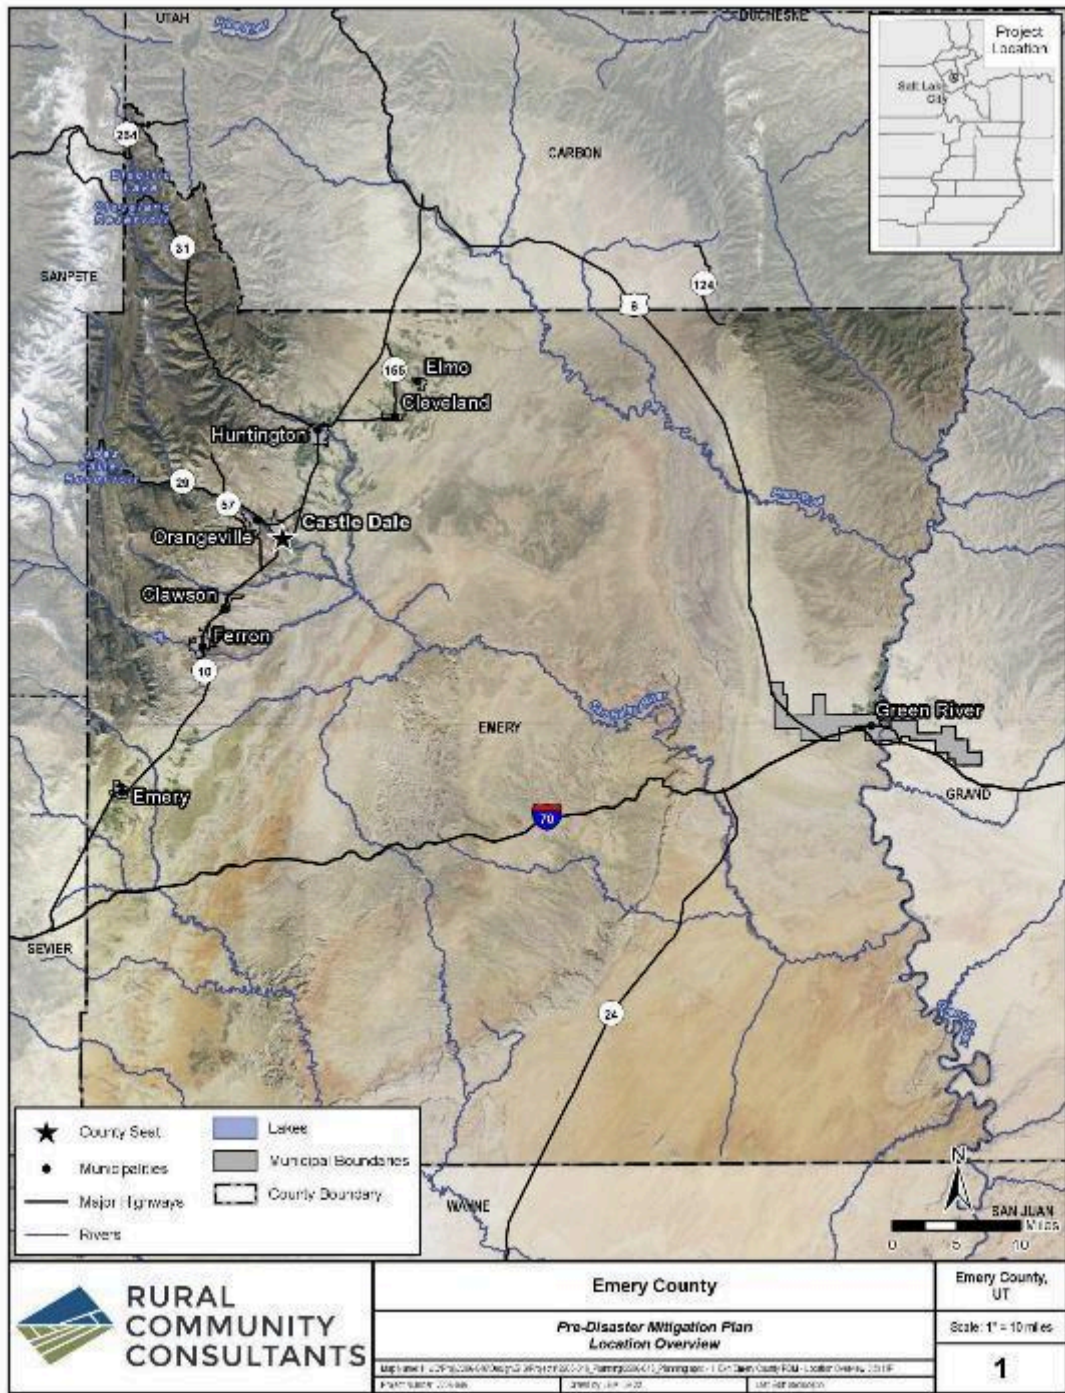 UTAH
DUCHESNE
Project
Location
Salt Lake
City
264
CARBON
31
SANPETE
124
6
155
Elmo
Cleveland
Huntington
29
57
Castle Dale
Orangeville
Clawson
Ferron
10
EMERY
Green River
Emery
GRAND
70
SEVIER
24
County Seat
Lakes
Municipalities
Municipal Boundaries
Major Highways
County Boundary
Rivers
WAYNE
N
SAN JUAN
Miles
0 5 10
RURAL
COMMUNITY
CONSULTANTS
Emery County
Pre-Disaster Mitigation Plan
Location Overview
Emery County,
UT
Scale: 1" = 10 miles
1